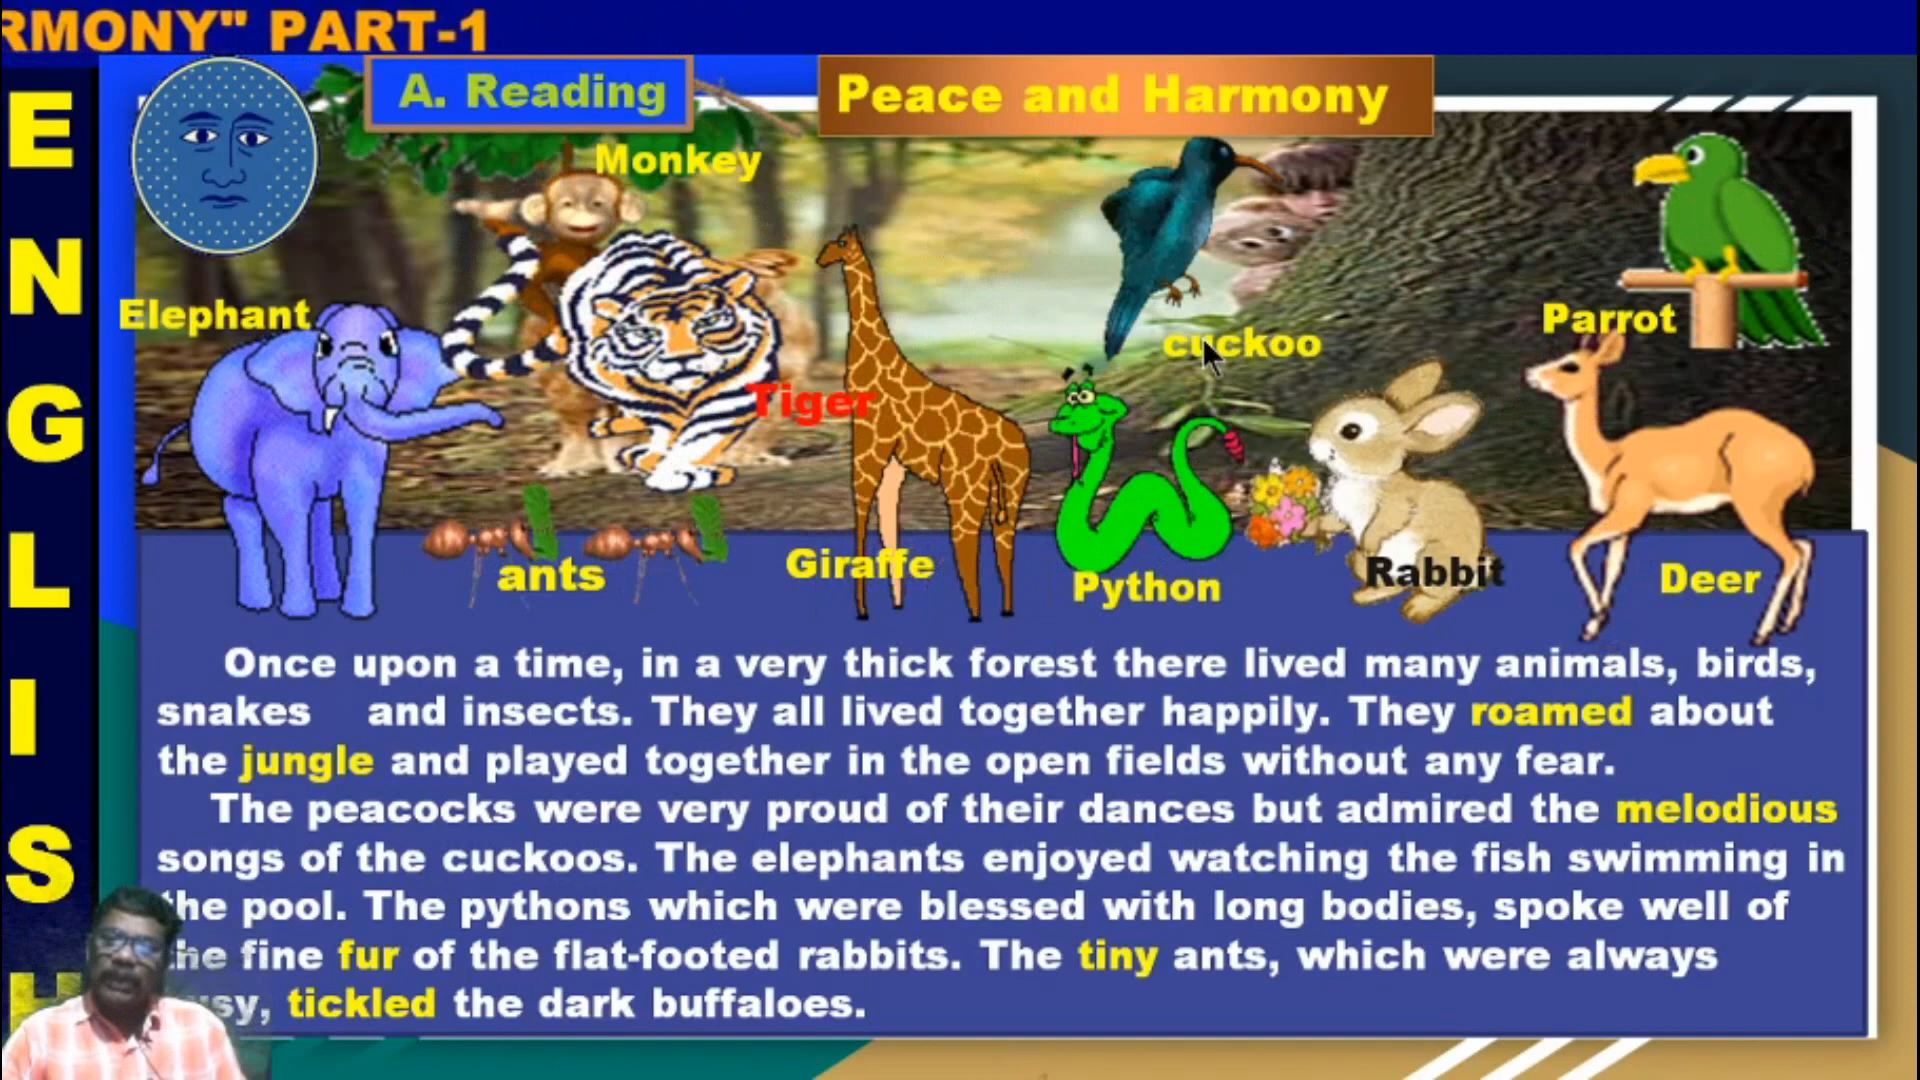 RMONY" PART-1
A. Reading
Peace and Harmony
Monkey
Elephant
Parrot
cuckoo
Tiger
ants
Giraffe
Python
Rabbit
Deer
ENGLISH
Once upon a time, in a very thick forest there lived many animals, birds,
snakes and insects. They all lived together happily. They roamed about
the jungle and played together in the open fields without any fear.
The peacocks were very proud of their dances but admired the melodious
songs of the cuckoos. The elephants enjoyed watching the fish swimming in
the pool. The pythons which were blessed with long bodies, spoke well of
the fine fur of the flat-footed rabbits. The tiny ants, which were always
usy, tickled the dark buffaloes.